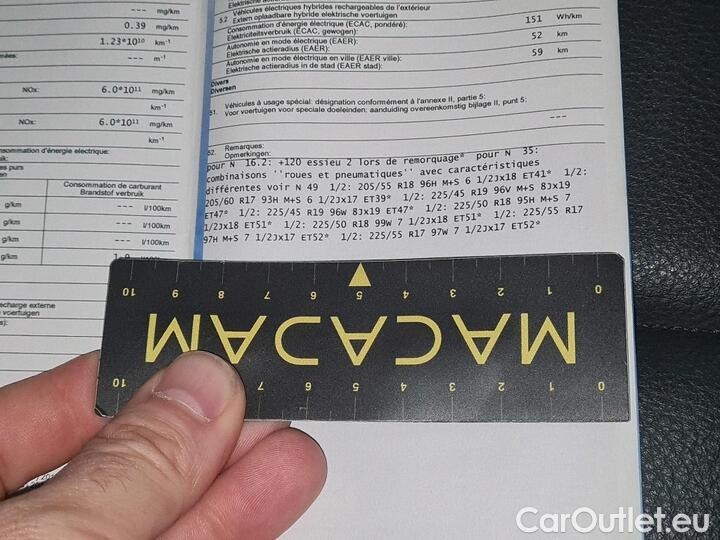 --- mg/km
0.39 mg/km
1.23*10¹⁰ km⁻¹
--- m⁻¹
NOx: 6.0*10¹¹ mg/km
km⁻¹
NOx: 6.0*10¹¹ mg/km
km⁻¹
Consommation de carburant
Brandstof verbruik
g/km --- l/100km
g/km --- l/100km
g/km --- l/100km
g/km l/100km
5.2 Véhicules électriques hybrides rechargeables de l'extérieur
Extern oplaadbare hybride elektrische voertuigen
Consommation d'énergie électrique (ECAC, pondéré): 151 Wh/km
Elektriciteitsverbruik (ECAC, gewogen):
Autonomie en mode électrique (EAER): 52 km
Elektrische actieradius (EAER):
Autonomie en mode électrique en ville (EAER ville): 59 km
Elektrische actieradius in de stad (EAER stad):
Divers
Diversen
51. Véhicules à usage spécial: désignation conformément à l'annexe II, partie 5:
Voor voertuigen voor speciale doeleinden: aanduiding overeenkomstig bijlage II, punt 5: ---
52. Remarques:
Opmerkingen:
pour N 16.2: +120 essieu 2 lors de remorquage* pour N 35:
combinaisons ''roues et pneumatiques'' avec caractéristiques
différentes voir N 49 1/2: 205/55 R18 96H M+S 6 1/2Jx18 ET41* 1/2:
205/60 R17 93H M+S 6 1/2Jx17 ET39* 1/2: 225/45 R19 96V M+S 8Jx19
ET47* 1/2: 225/45 R19 96W 8Jx19 ET47* 1/2: 225/50 R18 95H M+S 7
1/2Jx18 ET51* 1/2: 225/50 R18 99W 7 1/2Jx18 ET51* 1/2: 225/55 R17
97H M+S 7 1/2Jx17 ET52* 1/2: 225/55 R17 97W 7 1/2Jx17 ET52*
10 9 8 7 6 5 4 3 2 1 0
MACADAM
10 7 6 5 4 3 2 1 0
CarOutlet.eu